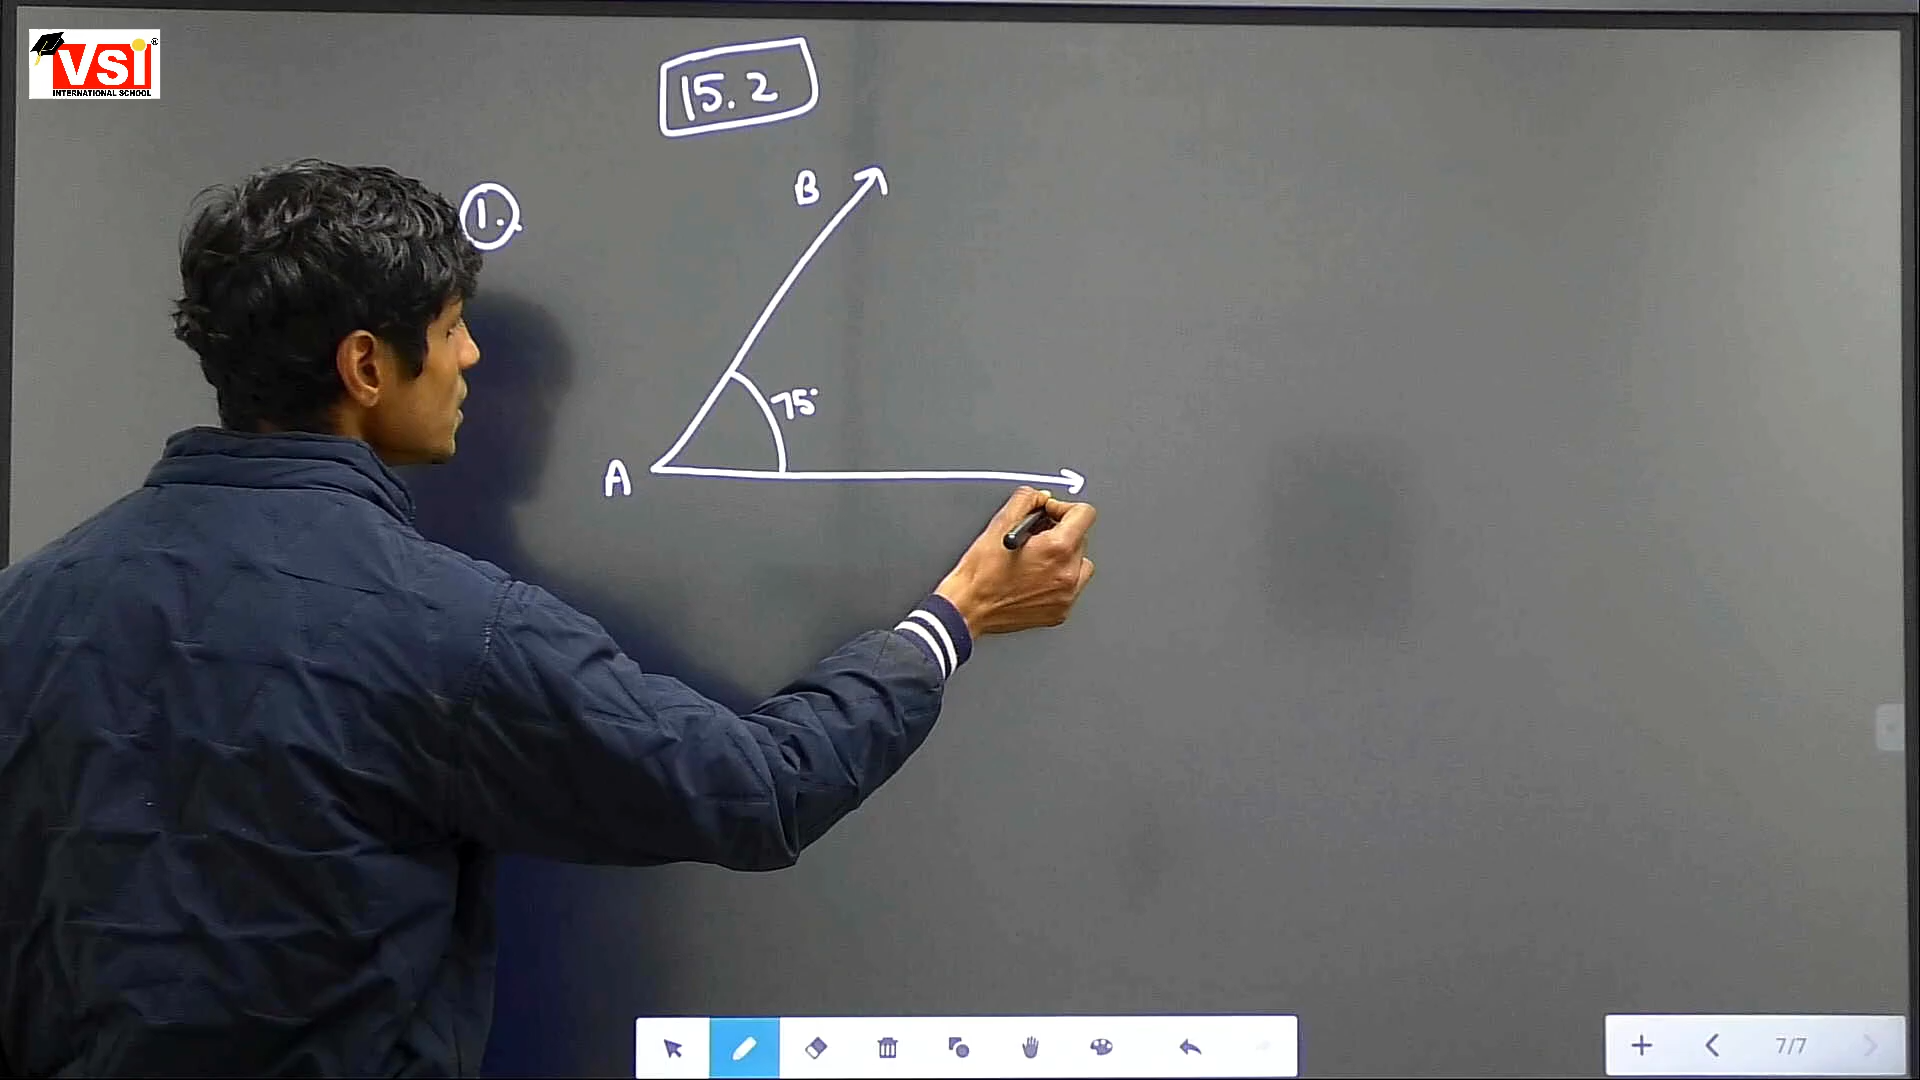 VSI
INTERNATIONAL SCHOOL
15.2
1.
B
75°
A
7/7